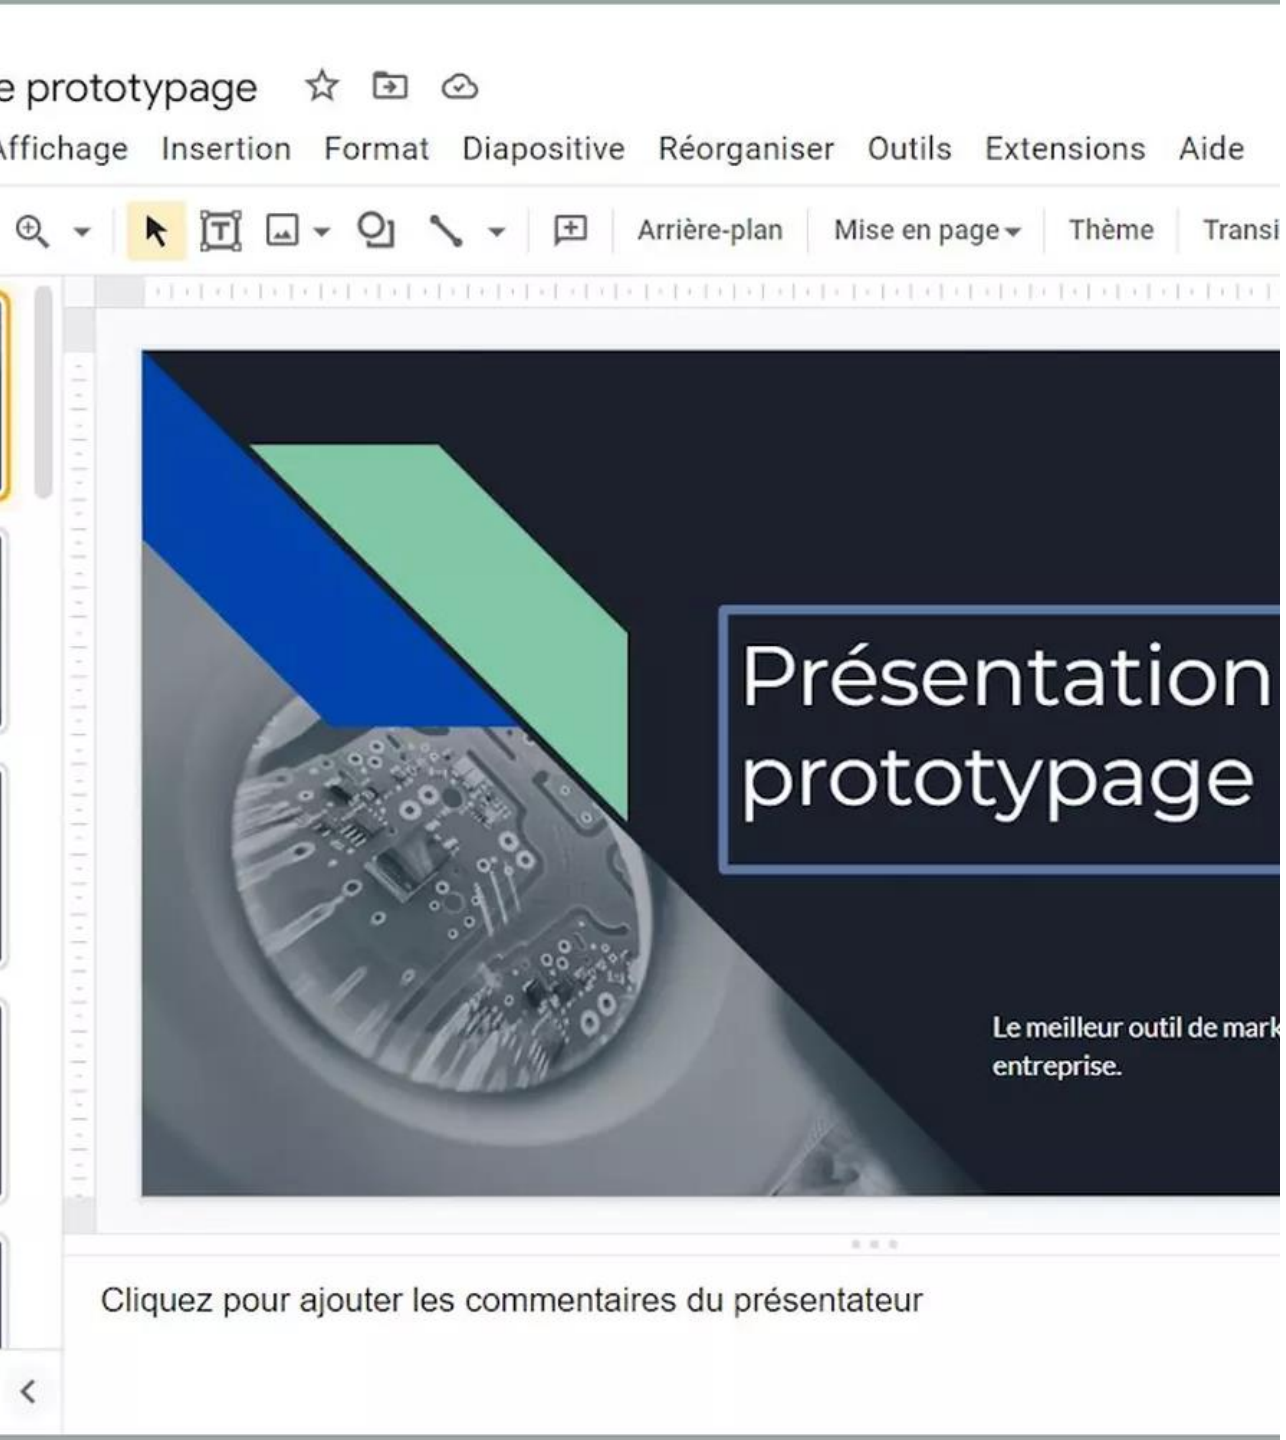 e prototypage
Affichage Insertion Format Diapositive Réorganiser Outils Extensions Aide
Arrière-plan Mise en page Thème Transi
Présentation
prototypage
Le meilleur outil de mark
entreprise.
Cliquez pour ajouter les commentaires du présentateur